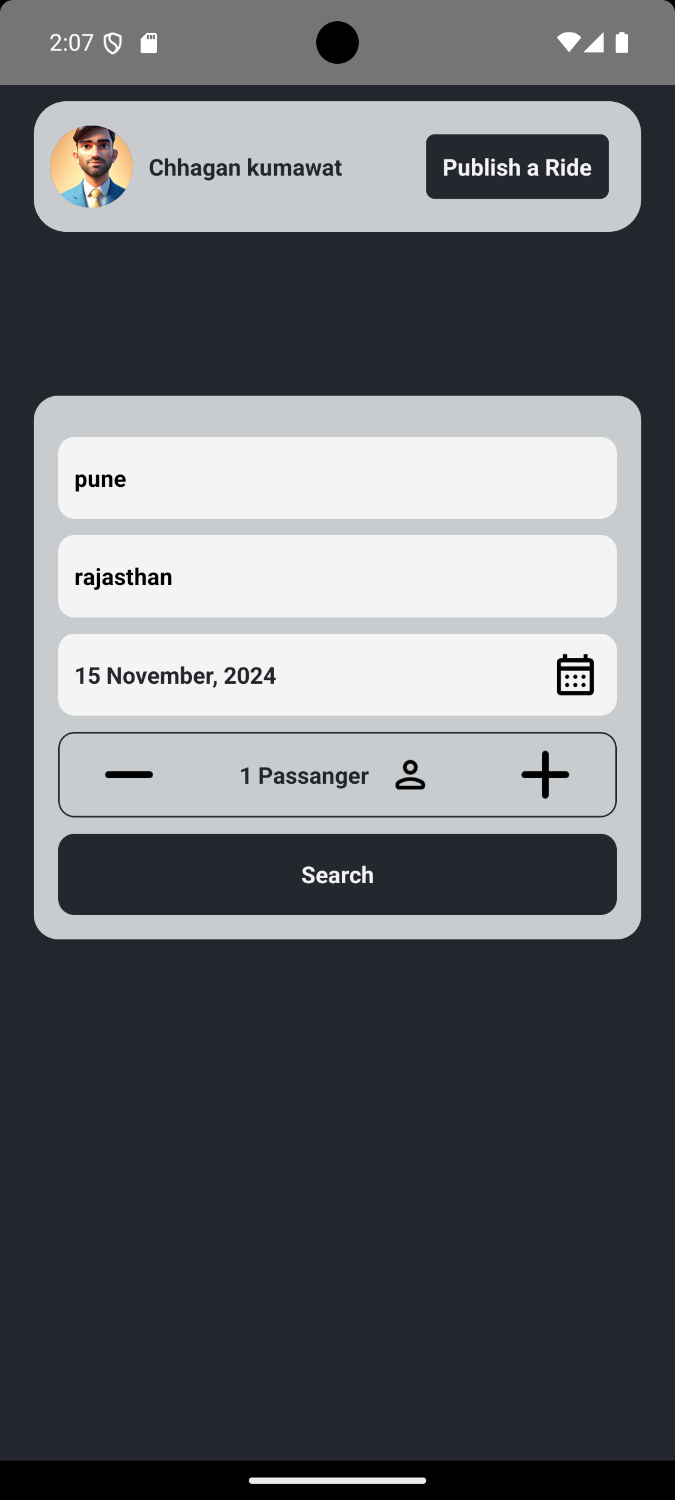 2:07
Chhagan kumawat
Publish a Ride
pune
rajasthan
15 November, 2024
1 Passanger
Search